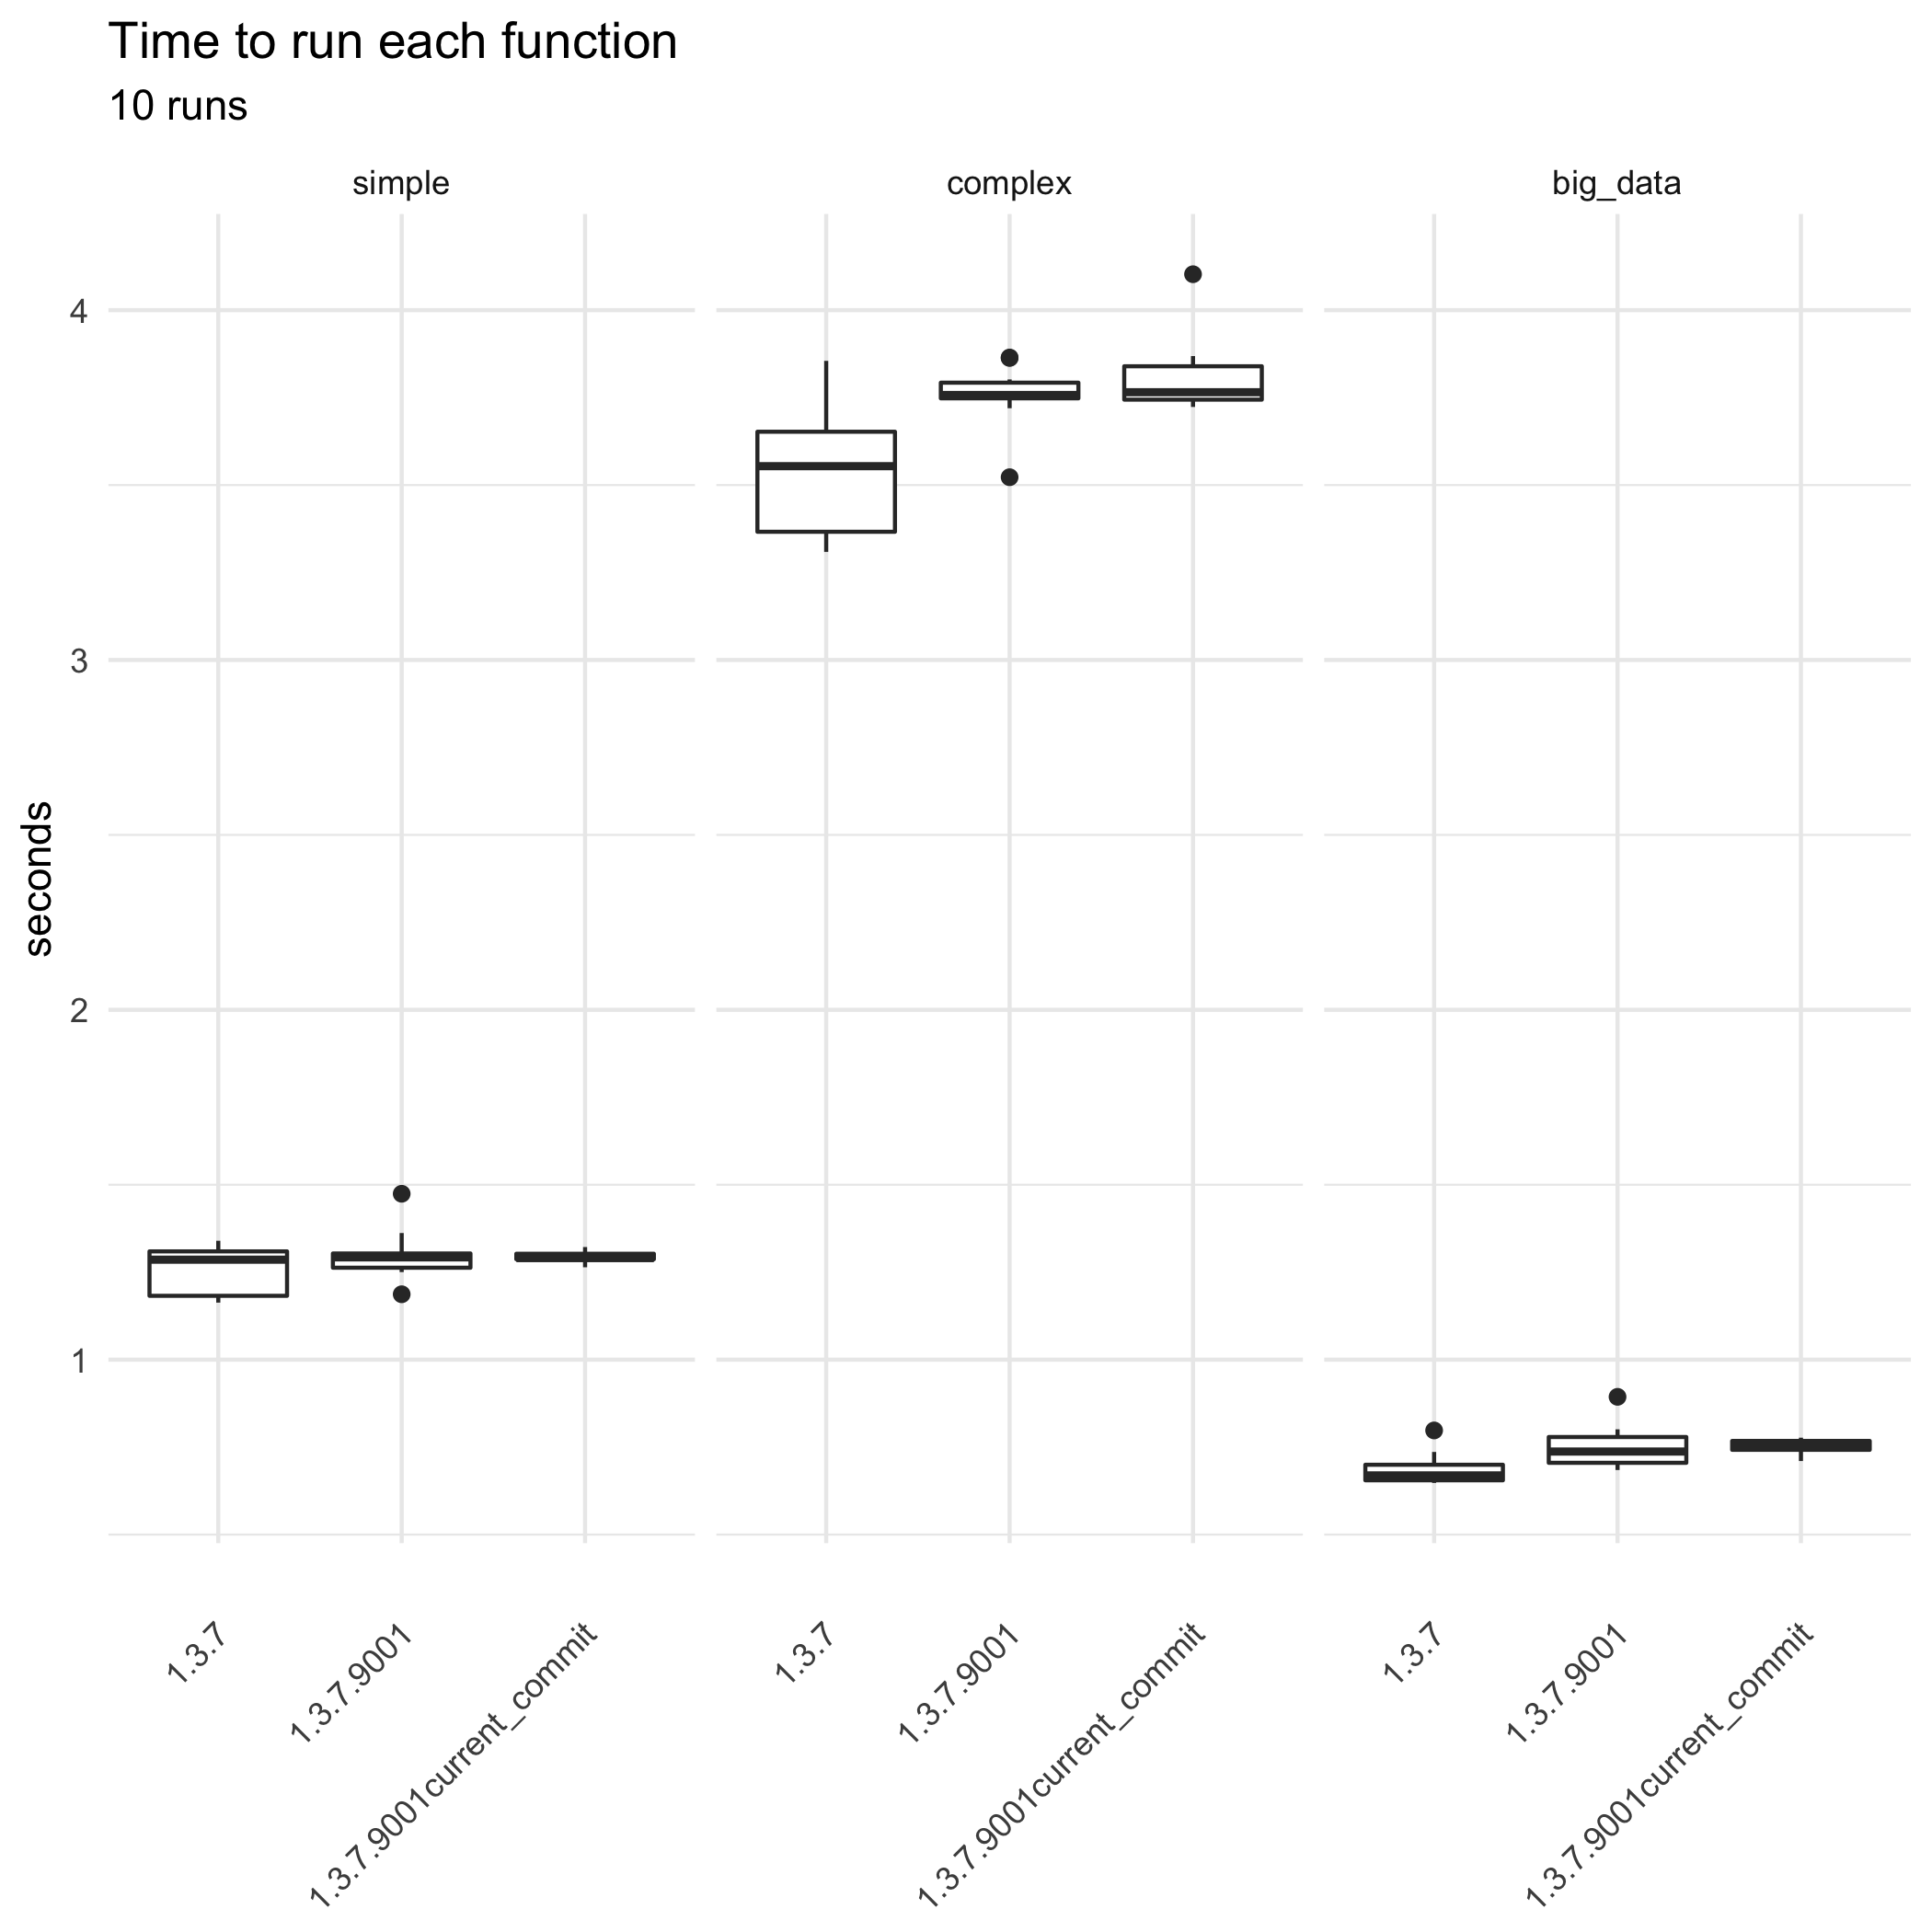 Time to run each function
10 runs
simple
complex
big_data
seconds
4
3
2
1
1.3.7
1.3.7.9001
1.3.7.9001current_commit
1.3.7
1.3.7.9001
1.3.7.9001current_commit
1.3.7
1.3.7.9001
1.3.7.9001current_commit